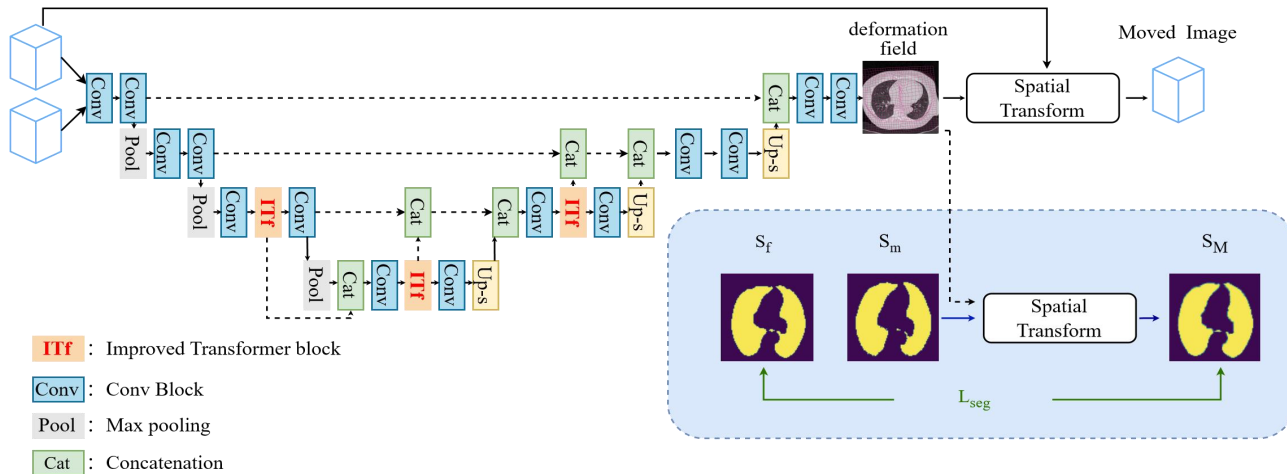 deformation
field
Moved Image
Spatial
Transform
Conv
Conv
Cat
Conv
Conv
Pool
Conv
Conv
Cat
Cat
Conv
Conv
Up-s
Pool
Conv
ITf
Conv
Cat
Cat
Conv
ITf
Conv
Up-s
Pool
Cat
Conv
ITf
Conv
Up-s
S_f
S_m
S_M
Spatial
Transform
L_seg
ITf : Improved Transformer block
Conv : Conv Block
Pool : Max pooling
Cat : Concatenation